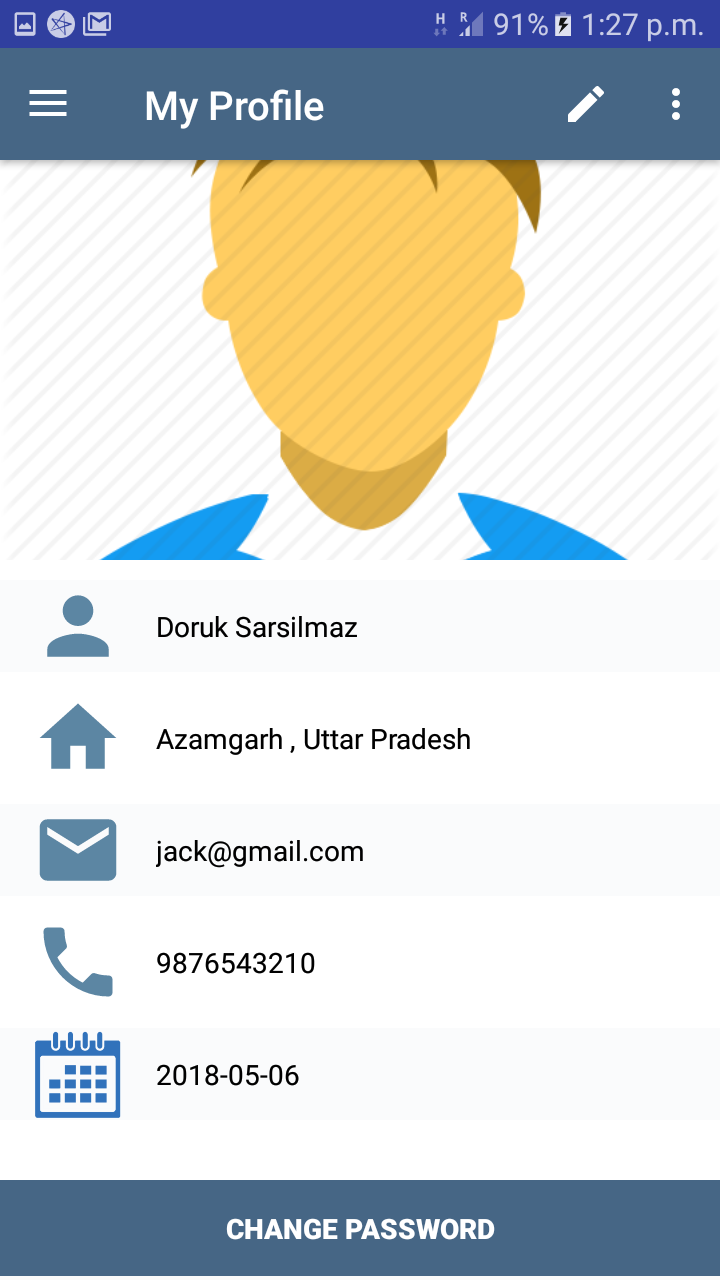 H R 91% 1:27 p.m.
My Profile
Doruk Sarsilmaz
Azamgarh , Uttar Pradesh
jack@gmail.com
9876543210
2018-05-06
CHANGE PASSWORD